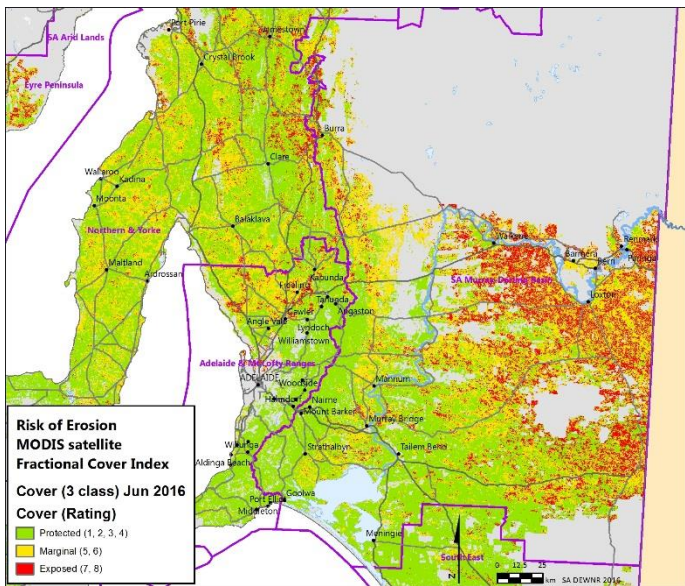 Port Pirie
Jamestown
SA Arid Lands
Crystal Brook
Eyre Peninsula
Burra
Clare
Wallaroo
Kadina
Moonta
Balaklava
Northern & Yorke
Waikerie
Renmark
Barmera
Paringa
Berri
Maitland
Ardrossan
Kapunda
SA Murray Darling Basin
Freeling
Loxton
Tanunda
Angaston
Gawler
Angle Vale
Lyndoch
Williamstown
Adelaide & Mt Lofty Ranges
ADELAIDE
Woodside
Mannum
Hahndorf
Nairne
Mount Barker
Murray Bridge
Willunga
Strathalbyn
Tailem Bend
Aldinga Beach
Port Elliot
Goolwa
Middleton
Meningie
South East
Risk of Erosion
MODIS satellite
Fractional Cover Index
Cover (3 class) Jun 2016
Cover (Rating)
Protected (1, 2, 3, 4)
Marginal (5, 6)
Exposed (7, 8)
N
0 12.5 25
km SA DEWNR 2016